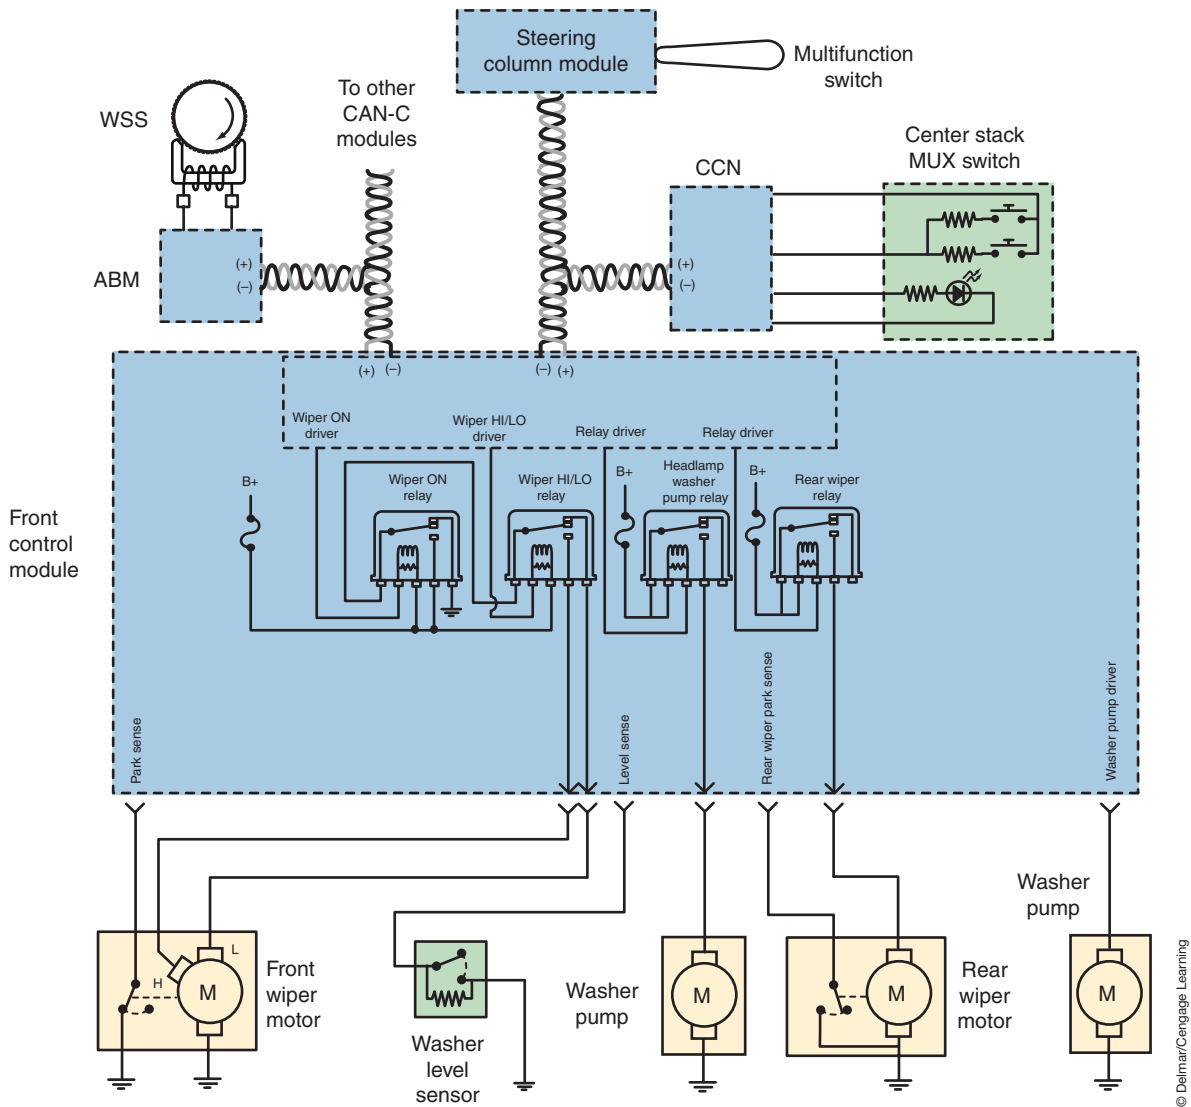 Steering
column module
Multifunction
switch
WSS
To other
CAN-C
modules
Center stack
MUX switch
CCN
ABM
(+)
(–)
(+)
(–)
(+)
(–)
(–)
(+)
Wiper ON
driver
Wiper HI/LO
driver
Relay driver
Relay driver
B+
Wiper ON
relay
Wiper HI/LO
relay
B+
Headlamp
washer
pump relay
B+
Rear wiper
relay
Front
control
module
Park sense
Level sense
Rear wiper park sense
Washer pump driver
L
H
M
Front
wiper
motor
Washer
level
sensor
Washer
pump
M
M
Rear
wiper
motor
Washer
pump
M
© Delmar/Cengage Learning